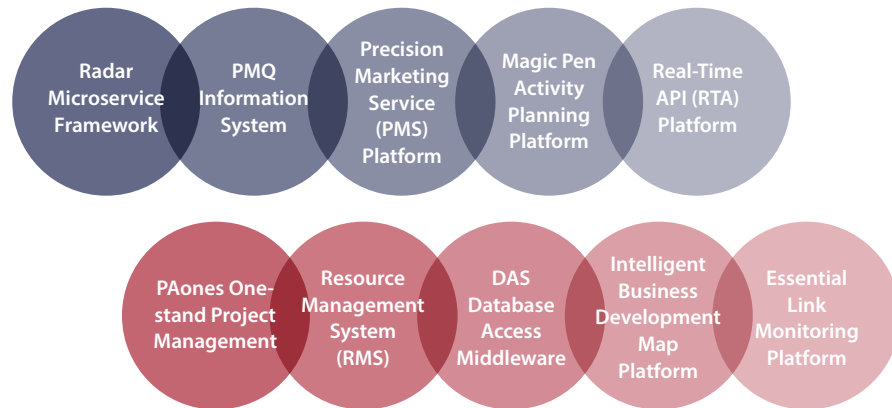 Radar
Microservice
Framework
PMQ
Information
System
Precision
Marketing
Service
(PMS)
Platform
Magic Pen
Activity
Planning
Platform
Real-Time
API (RTA)
Platform
PAones One-
stand Project
Management
Resource
Management
System
(RMS)
DAS
Database
Access
Middleware
Intelligent
Business
Development
Map
Platform
Essential
Link
Monitoring
Platform